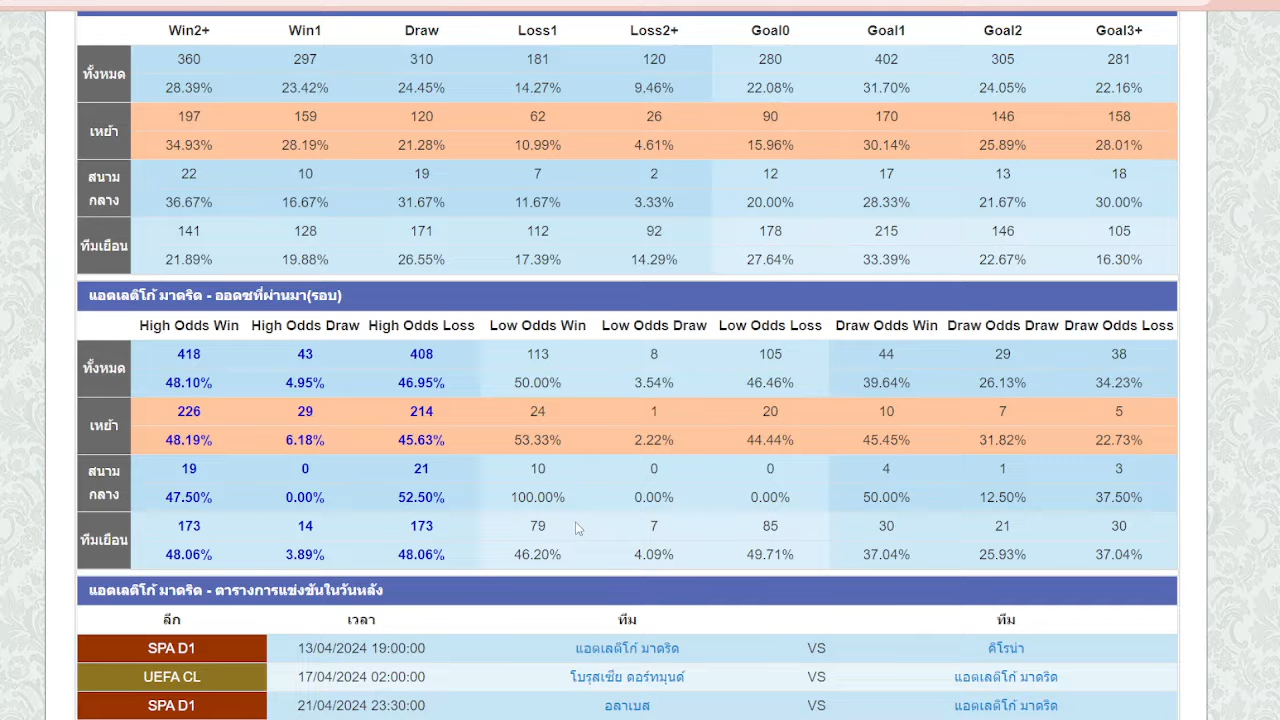 Win2+ Win1 Draw Loss1 Loss2+ Goal0 Goal1 Goal2 Goal3+
ทั้งหมด
360 297 310 181 120 280 402 305 281
28.39% 23.42% 24.45% 14.27% 9.46% 22.08% 31.70% 24.05% 22.16%
เหย้า
197 159 120 62 26 90 170 146 158
34.93% 28.19% 21.28% 10.99% 4.61% 15.96% 30.14% 25.89% 28.01%
สนาม
กลาง
22 10 19 7 2 12 17 13 18
36.67% 16.67% 31.67% 11.67% 3.33% 20.00% 28.33% 21.67% 30.00%
ทีมเยือน
141 128 171 112 92 178 215 146 105
21.89% 19.88% 26.55% 17.39% 14.29% 27.64% 33.39% 22.67% 16.30%
แอตเลติโก้ มาดริด - ออดซที่ผ่านมา(รอบ)
High Odds Win High Odds Draw High Odds Loss Low Odds Win Low Odds Draw Low Odds Loss Draw Odds Win Draw Odds Draw Draw Odds Loss
ทั้งหมด
418 43 408 113 8 105 44 29 38
48.10% 4.95% 46.95% 50.00% 3.54% 46.46% 39.64% 26.13% 34.23%
เหย้า
226 29 214 24 1 20 10 7 5
48.19% 6.18% 45.63% 53.33% 2.22% 44.44% 45.45% 31.82% 22.73%
สนาม
กลาง
19 0 21 10 0 0 4 1 3
47.50% 0.00% 52.50% 100.00% 0.00% 0.00% 50.00% 12.50% 37.50%
ทีมเยือน
173 14 173 79 7 85 30 21 30
48.06% 3.89% 48.06% 46.20% 4.09% 49.71% 37.04% 25.93% 37.04%
แอตเลติโก้ มาดริด - ตารางการแข่งขันในวันหลัง
ลีก เวลา ทีม ทีม
SPA D1 13/04/2024 19:00:00 แอตเลติโก้ มาดริด VS คิโรน่า
UEFA CL 17/04/2024 02:00:00 โบรุสเซีย ดอร์ทมุนด์ VS แอตเลติโก้ มาดริด
SPA D1 21/04/2024 23:30:00 อลาเบส VS แอตเลติโก้ มาดริด